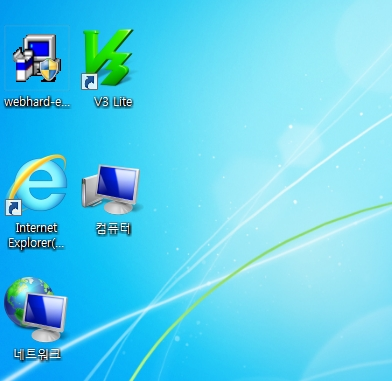 webhard-e...
V3 Lite
Internet
Explorer(...
컴퓨터
네트워크